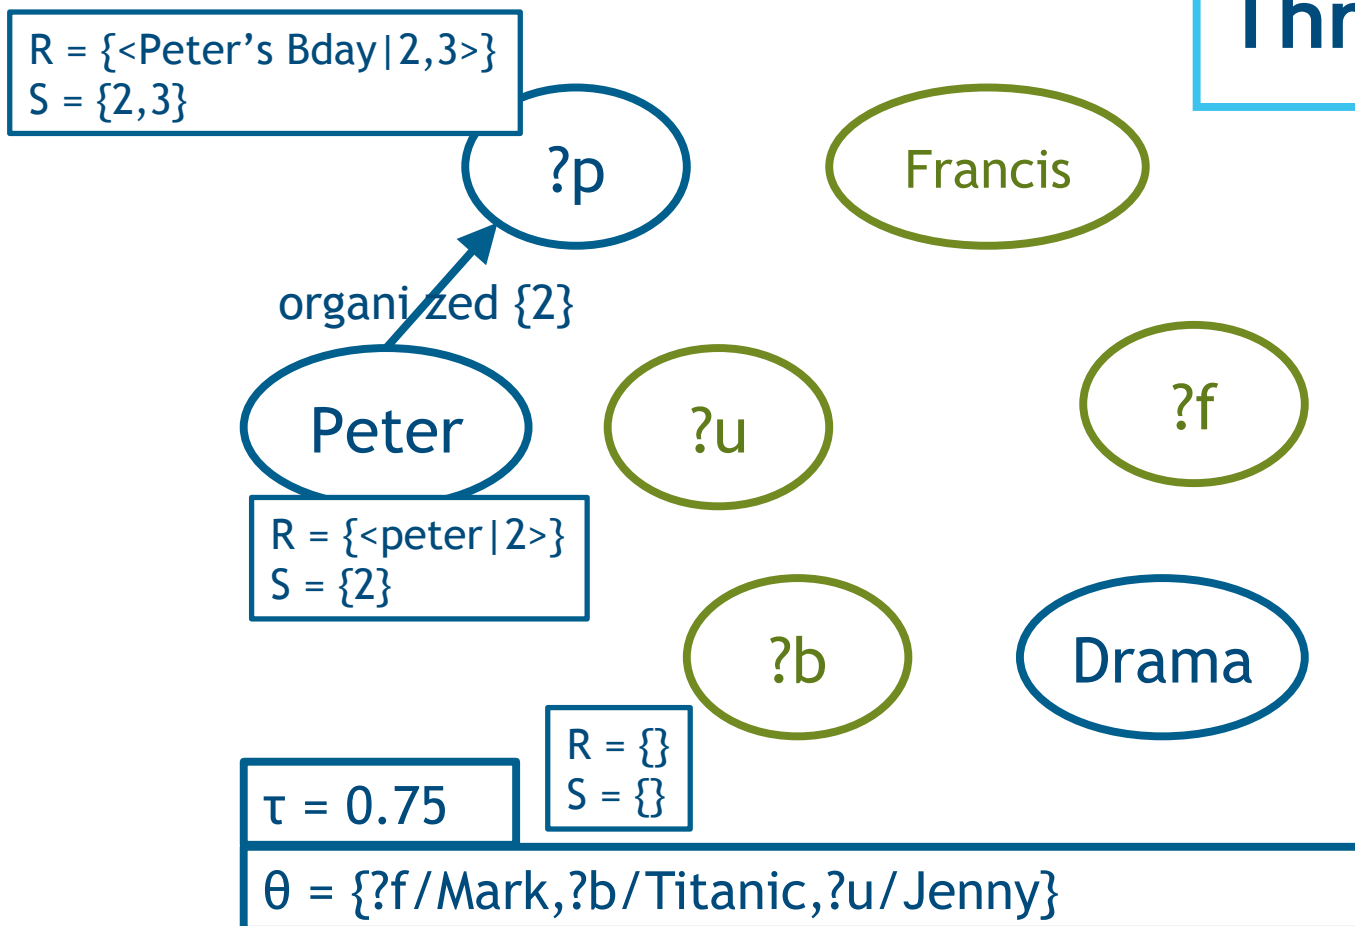 Thr
R = {<Peter’s Bday|2,3>}
S = {2,3}
?p
Francis
organized {2}
Peter
?u
?f
R = {<peter|2>}
S = {2}
?b
Drama
R = {}
S = {}
τ = 0.75
θ = {?f/Mark,?b/Titanic,?u/Jenny}